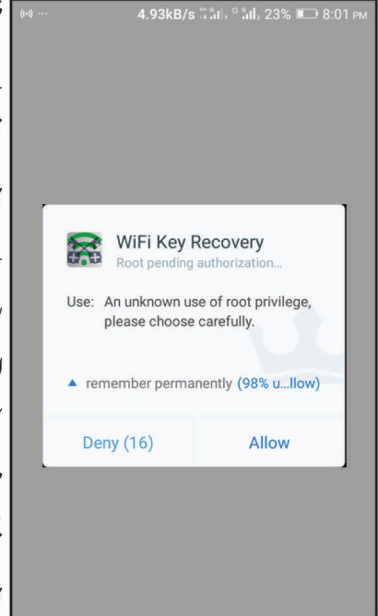 4.93kB/s 23% 8:01 PM
WiFi Key Recovery
Root pending authorization...
Use: An unknown use of root privilege,
please choose carefully.
remember permanently (98% u...llow)
Deny (16) Allow